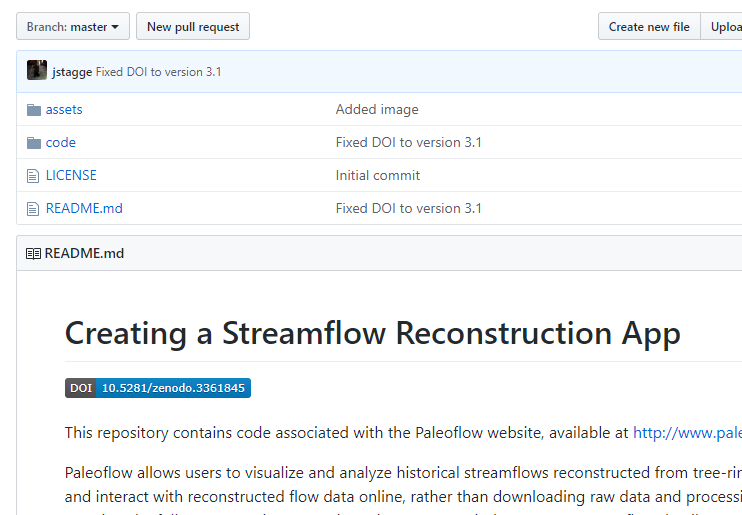 Branch: master New pull request Create new file
jstagge Fixed DOI to version 3.1
assets Added image
code Fixed DOI to version 3.1
LICENSE Initial commit
README.md Fixed DOI to version 3.1
README.md
Creating a Streamflow Reconstruction App
DOI 10.5281/zenodo.3361845
This repository contains code associated with the Paleoflow website, available at http://www.pale
Paleoflow allows users to visualize and analyze historical streamflows reconstructed from tree-rin
and interact with reconstructed flow data online, rather than downloading raw data and processi